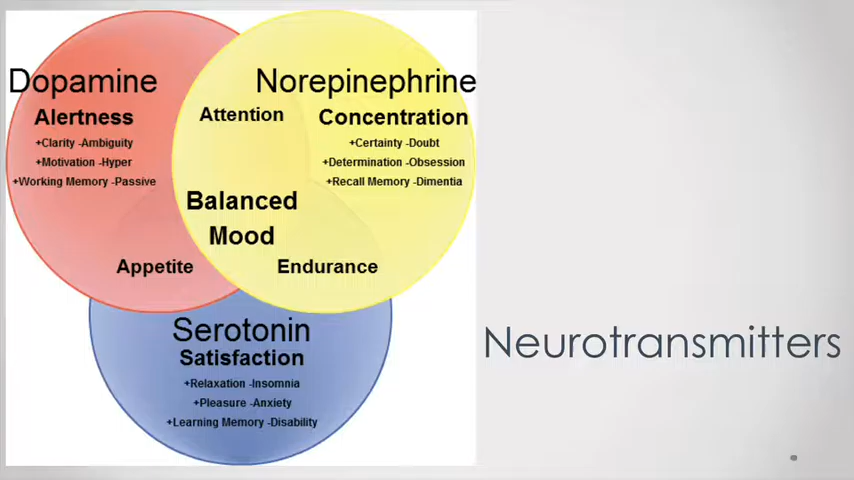 Dopamine
Alertness
+Clarity -Ambiguity
+Motivation -Hyper
+Working Memory -Passive
Attention
Norepinephrine
Concentration
+Certainty -Doubt
+Determination -Obsession
+Recall Memory -Dimentia
Balanced
Mood
Appetite
Endurance
Serotonin
Satisfaction
+Relaxation -Insomnia
+Pleasure -Anxiety
+Learning Memory -Disability
Neurotransmitters